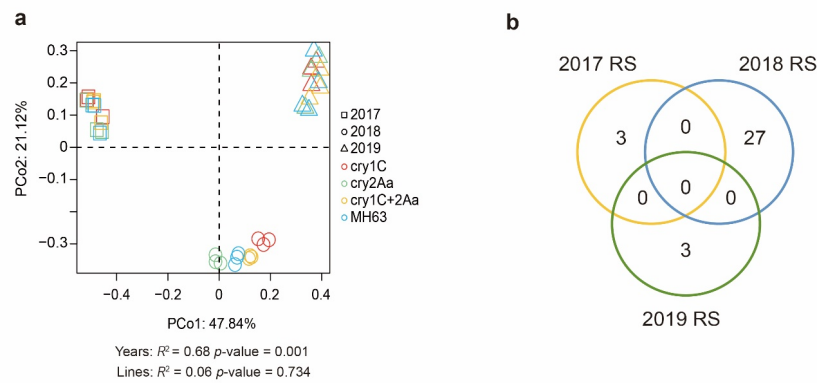 a
0.3
0.2
0.1
0
−0.1
−0.3
PCo2: 21.12%
−0.4
−0.2
0
0.2
0.4
PCo1: 47.84%
Years: R² = 0.68 p-value = 0.001
Lines: R² = 0.06 p-value = 0.734
2017
2018
2019
cry1C
cry2Aa
cry1C+2Aa
MH63
b
2017 RS
2018 RS
3
0
27
0
0
0
3
2019 RS